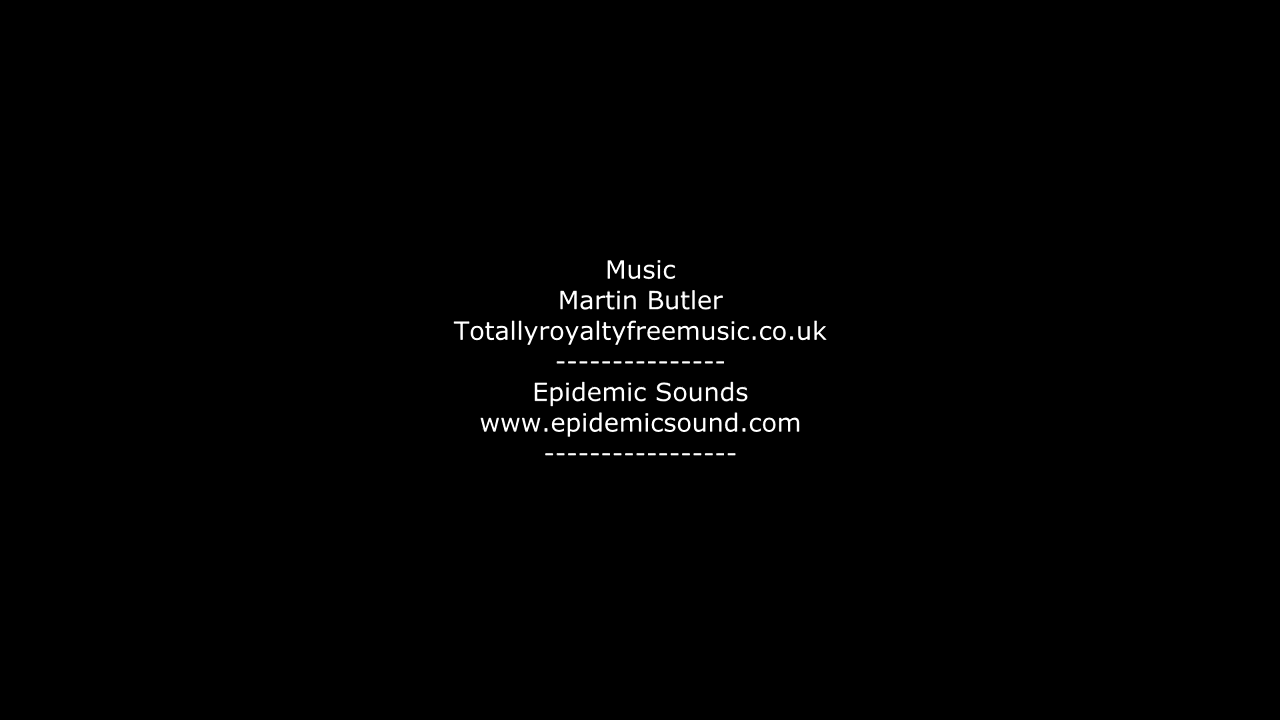 Music
Martin Butler
Totallyroyaltyfreemusic.co.uk
---------------
Epidemic Sounds
www.epidemicsound.com
-----------------